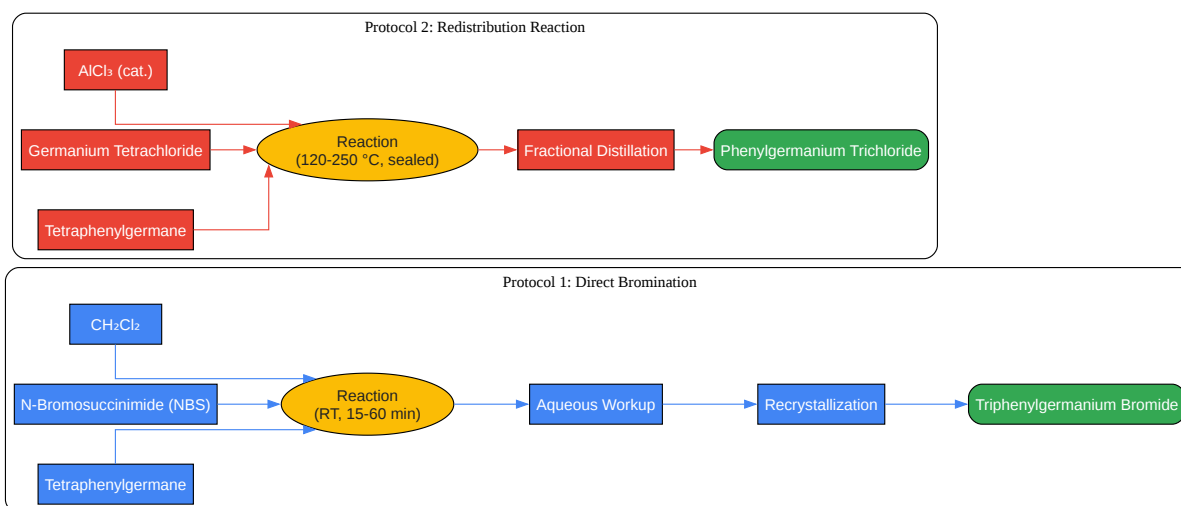 Protocol 2: Redistribution Reaction
AlCl₃ (cat.)
Germanium Tetrachloride
Reaction
(120-250 °C, sealed)
Fractional Distillation
Phenylgermanium Trichloride
Tetraphenylgermane
Protocol 1: Direct Bromination
CH₂Cl₂
N-Bromosuccinimide (NBS)
Reaction
(RT, 15-60 min)
Aqueous Workup
Recrystallization
Triphenylgermanium Bromide
Tetraphenylgermane